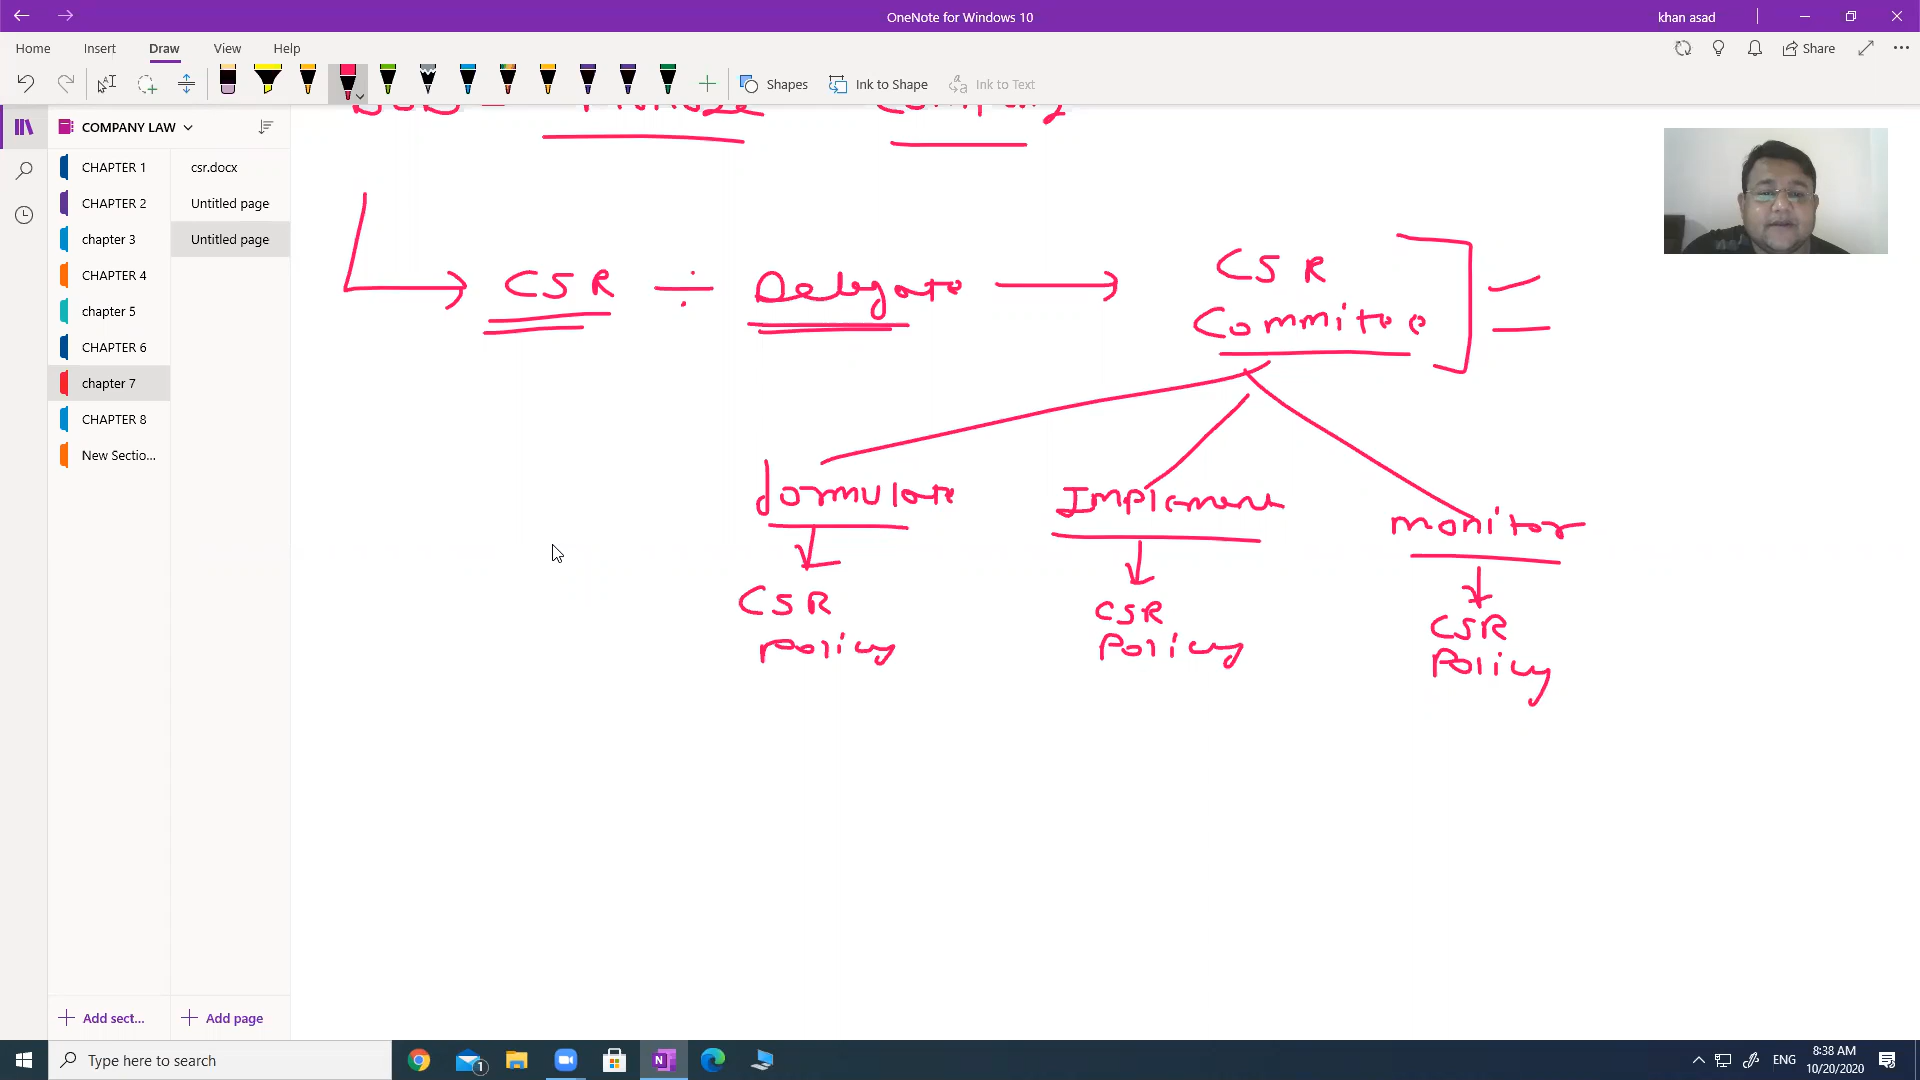 OneNote for Windows 10
khan asad
Home Insert Draw View Help
Share
Shapes
Ink to Shape
Ink to Text
COMPANY LAW
CHAPTER 1
CHAPTER 2
chapter 3
CHAPTER 4
chapter 5
CHAPTER 6
chapter 7
CHAPTER 8
New Sectio...
csr.docx
Untitled page
Untitled page
CSR ÷ Delegate
CSR
Commitee
formulate
Implement
monitor
CSR
policy
CSR
Policy
CSR
Policy
Add sect...
Add page
Type here to search
1
ENG
8:38 AM
10/20/2020